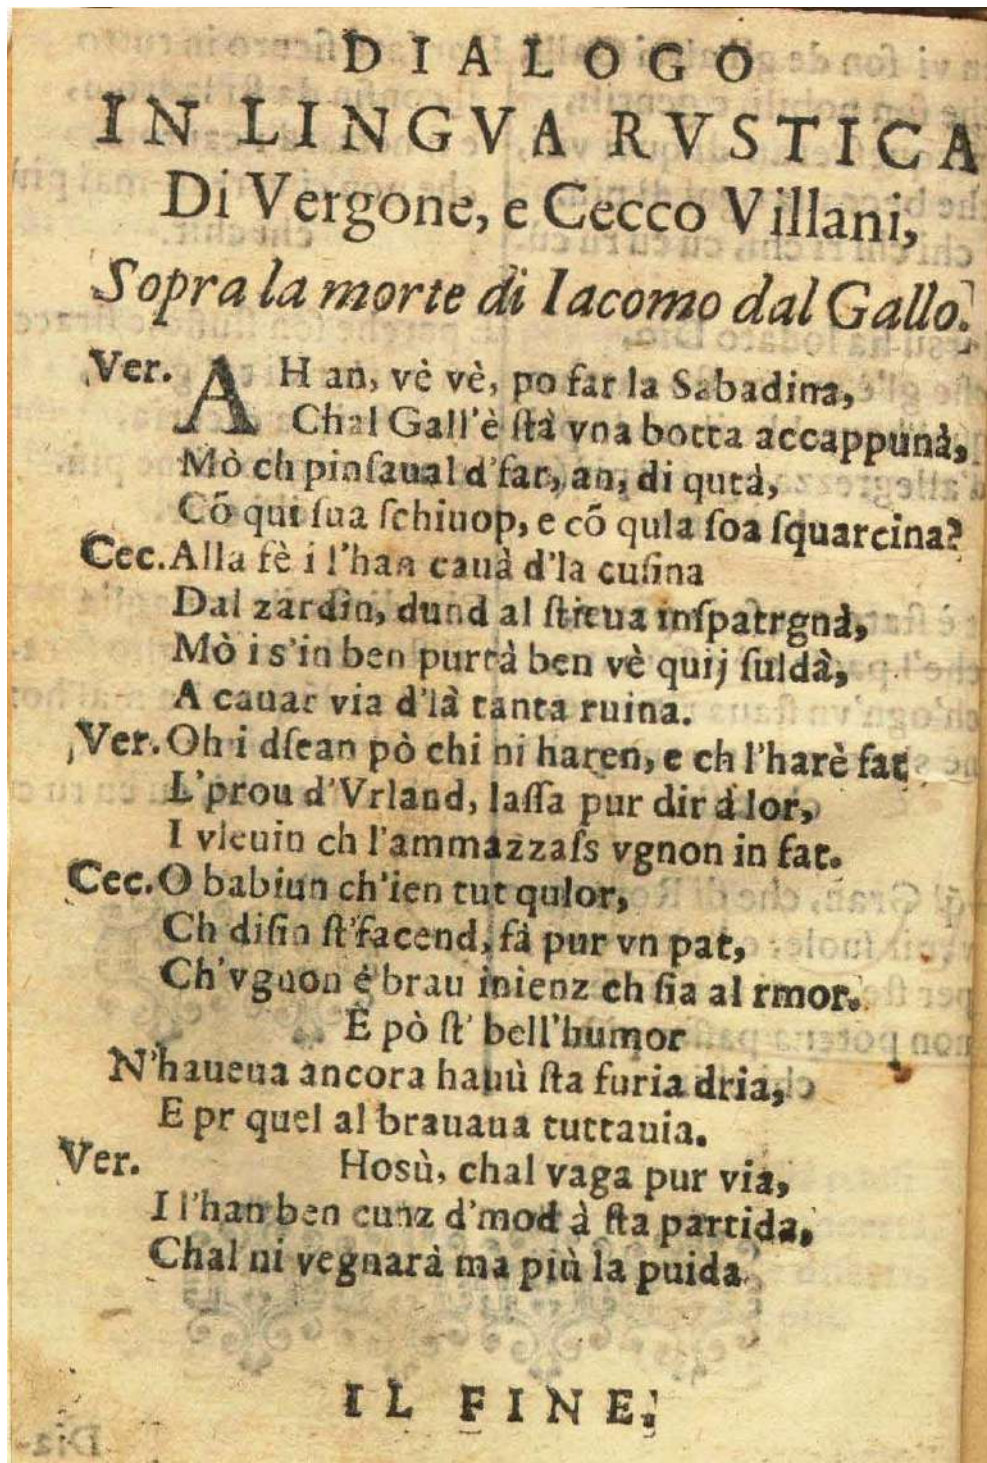 DIALOGO
IN LINGVA RVSTICA
Di Vergone, e Cecco Villani,
Sopra la morte di Iacomo dal Gallo.
Ver. AH an, vè vè, po far la Sabadina,
Chal Gall'è ſtà vna botta accappunà,
Mò ch pinſaual d'far, an, di qutà,
Cõ qui ſua ſchiuop, e cõ qula ſoa ſquarcina?
Cec. Alla fè i l'han cauà d'la cuſina
Dal zardin, dund al ſtieua inſpatrgnà,
Mò i s'in ben purtà ben vè quij ſuldà,
A cauar via d'là tanta ruina.
Ver. Oh i dſean pò chi ni haren, e ch l'harè fat
L'prou d'Vrland, laſſa pur dir à lor,
I vleuin ch l'ammazzaſs vgnon in fat.
Cec. O babiun ch'ien tut qulor,
Ch diſin ſt'facend, fà pur vn pat,
Ch'vgnon è brau inienz ch ſia al rmor.
E pò ſt' bell'humor
N'haueua ancora hauù ſta furia dria,
E pr quel al brauaua tuttauia.
Ver. Hosù, chal vaga pur via,
I l'han ben cunz d'mod à ſta partida,
Chal ni vegnarà ma più la puida
IL FINE.